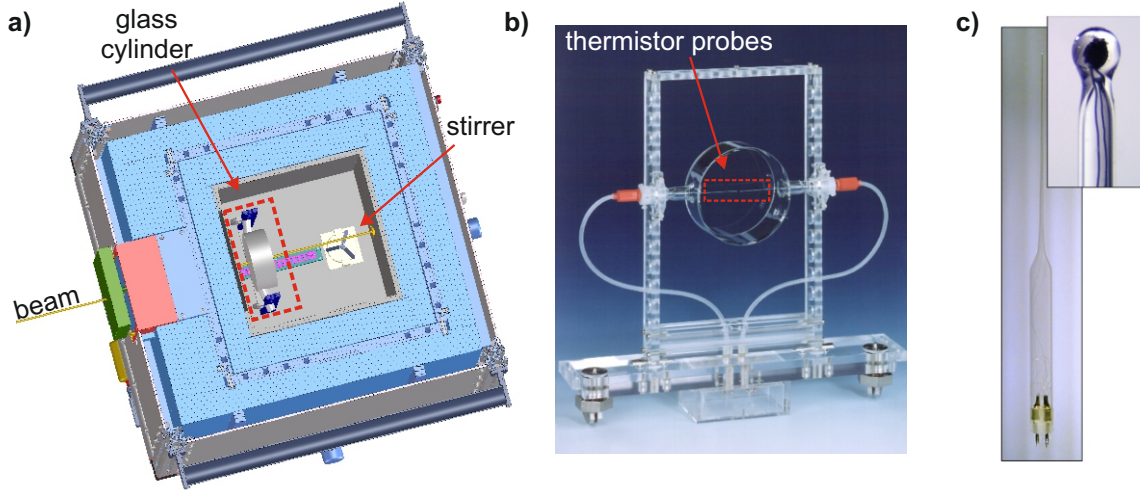 a)
glass
cylinder
stirrer
beam
b)
thermistor probes
c)